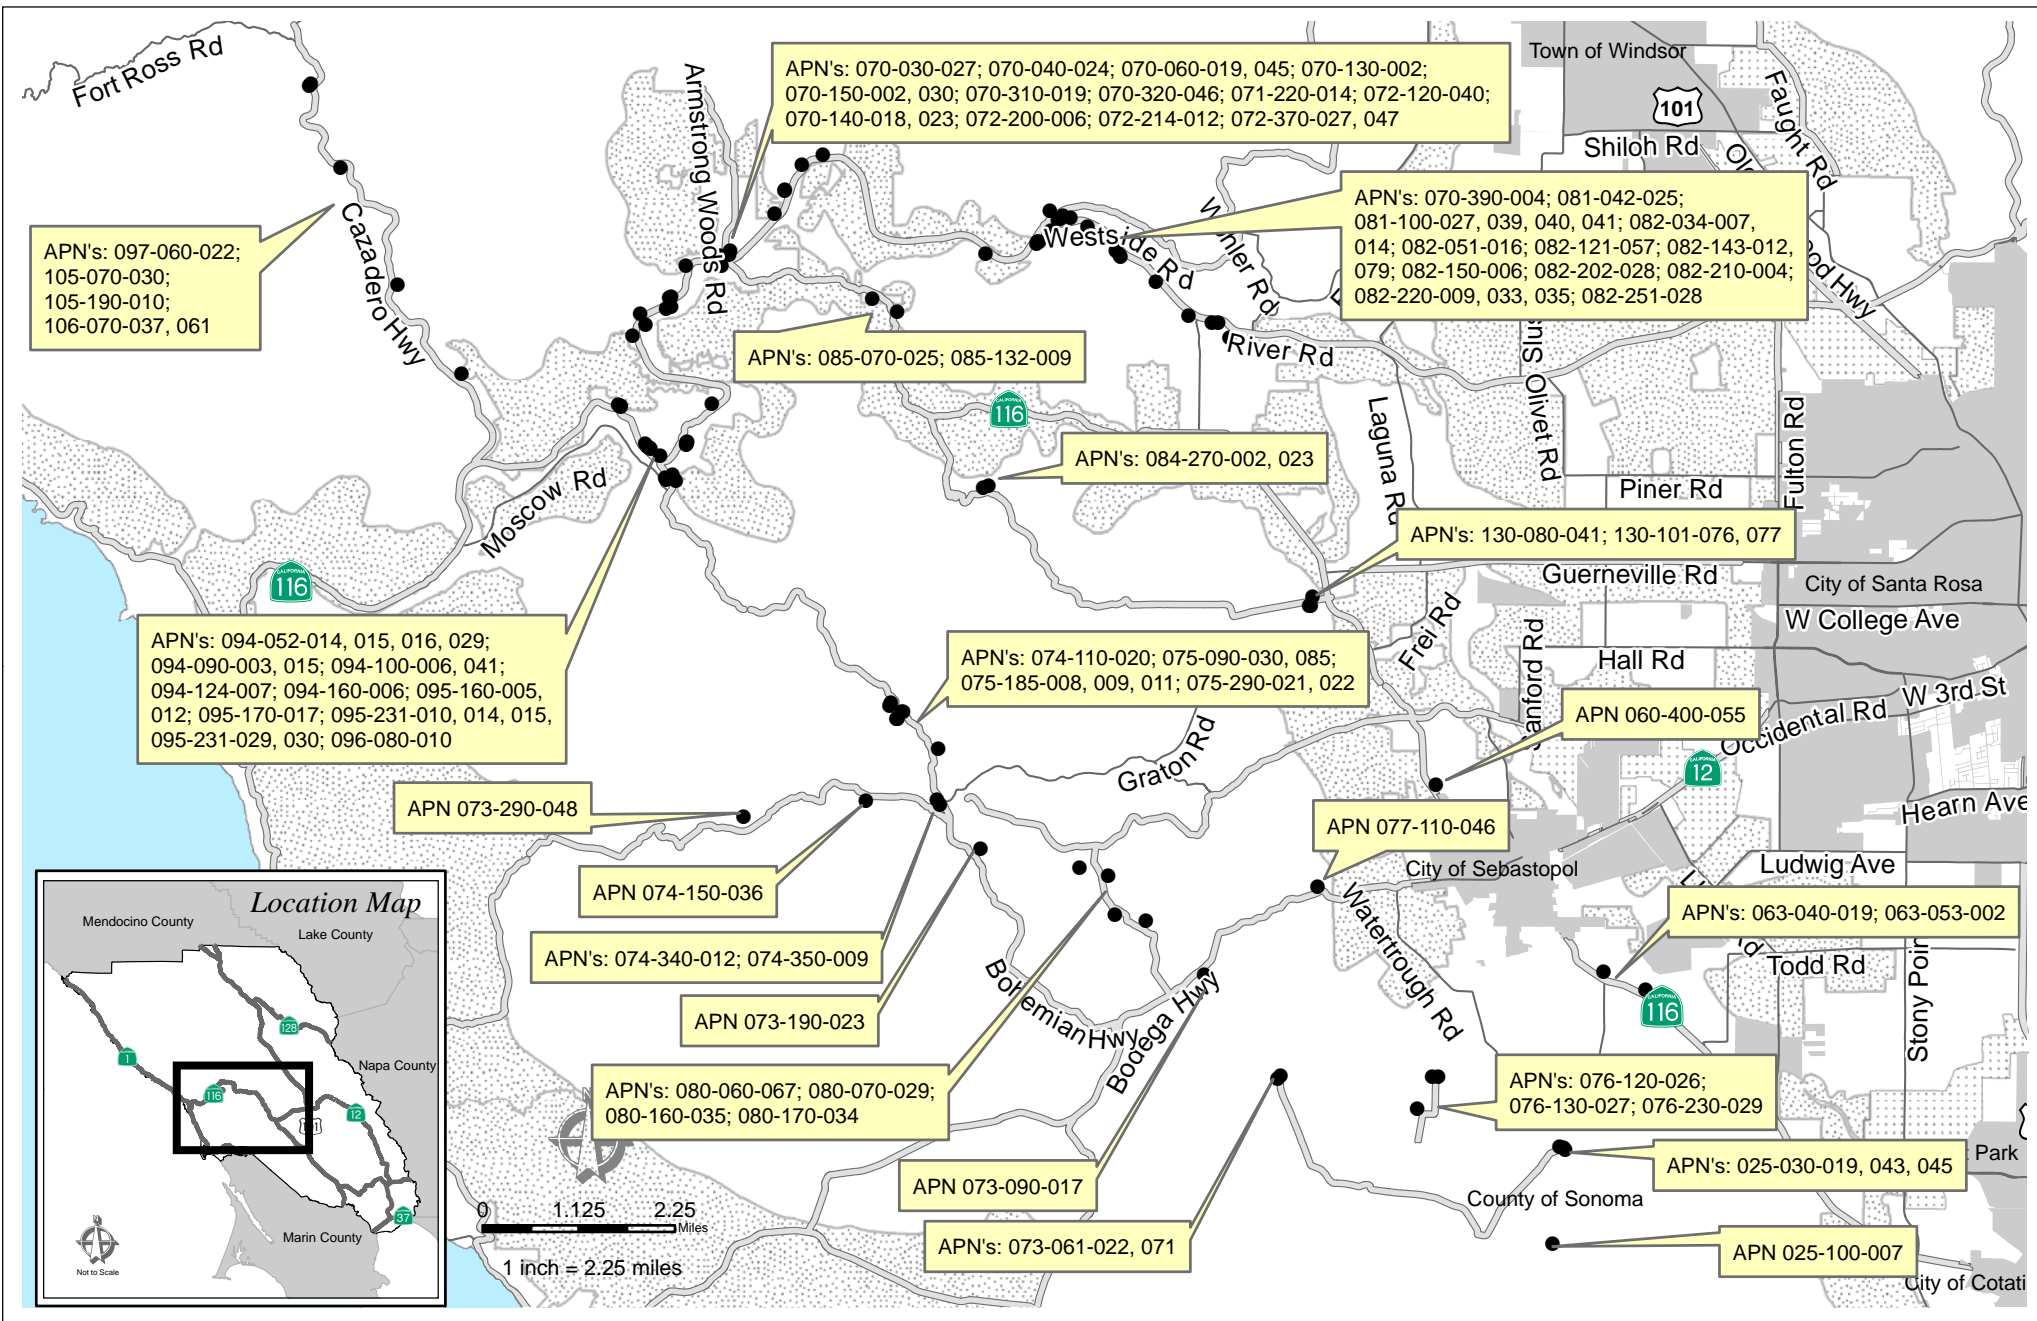 Fort Ross Rd
Cazadero Hwy
Armstrong Woods Rd
APN's: 070-030-027; 070-040-024; 070-060-019, 045; 070-130-002;
070-150-002, 030; 070-310-019; 070-320-046; 071-220-014; 072-120-040;
070-140-018, 023; 072-200-006; 072-214-012; 072-370-027, 047
Town of Windsor
101
Shiloh Rd
Faught Rd
APN's: 070-390-004; 081-042-025;
081-100-027, 039, 040, 041; 082-034-007,
014; 082-051-016; 082-121-057; 082-143-012,
079; 082-150-006; 082-202-028; 082-210-004;
082-220-009, 033, 035; 082-251-028
APN's: 097-060-022;
105-070-030;
105-190-010;
106-070-037, 061
Westside Rd
River Rd
APN's: 085-070-025; 085-132-009
CALIFORNIA
116
Olivet Rd
Laguna Rd
Fulton Rd
APN's: 084-270-002, 023
Piner Rd
Moscow Rd
APN's: 130-080-041; 130-101-076, 077
Guerneville Rd
City of Santa Rosa
CALIFORNIA
116
W College Ave
Frei Rd
Hall Rd
APN's: 094-052-014, 015, 016, 029;
094-090-003, 015; 094-100-006, 041;
094-124-007; 094-160-006; 095-160-005,
012; 095-170-017; 095-231-010, 014, 015,
095-231-029, 030; 096-080-010
APN's: 074-110-020; 075-090-030, 085;
075-185-008, 009, 011; 075-290-021, 022
W 3rd St
APN 060-400-055
Occidental Rd
CALIFORNIA
12
Graton Rd
Hearn Ave
APN 073-290-048
APN 077-110-046
City of Sebastopol
Ludwig Ave
APN 074-150-036
APN's: 063-040-019; 063-053-002
Watertrough Rd
Todd Rd
APN's: 074-340-012; 074-350-009
Bohemian Hwy
Bodega Hwy
APN 073-190-023
CALIFORNIA
116
Stony Poin
APN's: 080-060-067; 080-070-029;
080-160-035; 080-170-034
APN's: 076-120-026;
076-130-027; 076-230-029
Park
APN's: 025-030-019, 043, 045
APN 073-090-017
County of Sonoma
APN's: 073-061-022, 071
APN 025-100-007
City of Cotati
0 1.125 2.25
Miles
1 inch = 2.25 miles
Location Map
Mendocino County
Lake County
128
1
Napa County
116
12
101
37
Marin County
N
Not to Scale